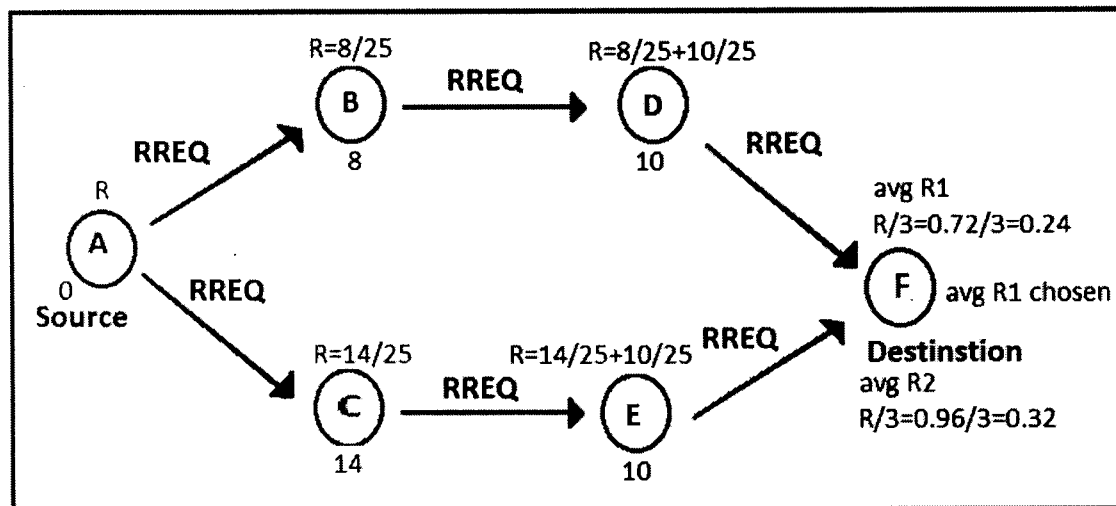 R=8/25
B
8
RREQ
R=8/25+10/25
D
10
RREQ
RREQ
R
A
0
Source
avg R1
R/3=0.72/3=0.24
F
avg R1 chosen
Destinstion
avg R2
R/3=0.96/3=0.32
RREQ
R=14/25
C
14
RREQ
R=14/25+10/25
E
10
RREQ